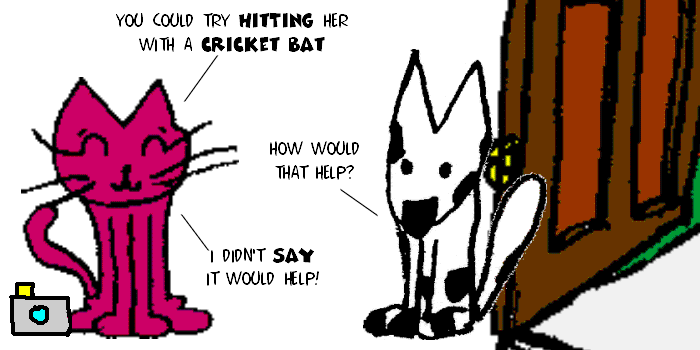 YOU COULD TRY HITTING HER
WITH A CRICKET BAT
HOW WOULD
THAT HELP?
I DIDN'T SAY
IT WOULD HELP!